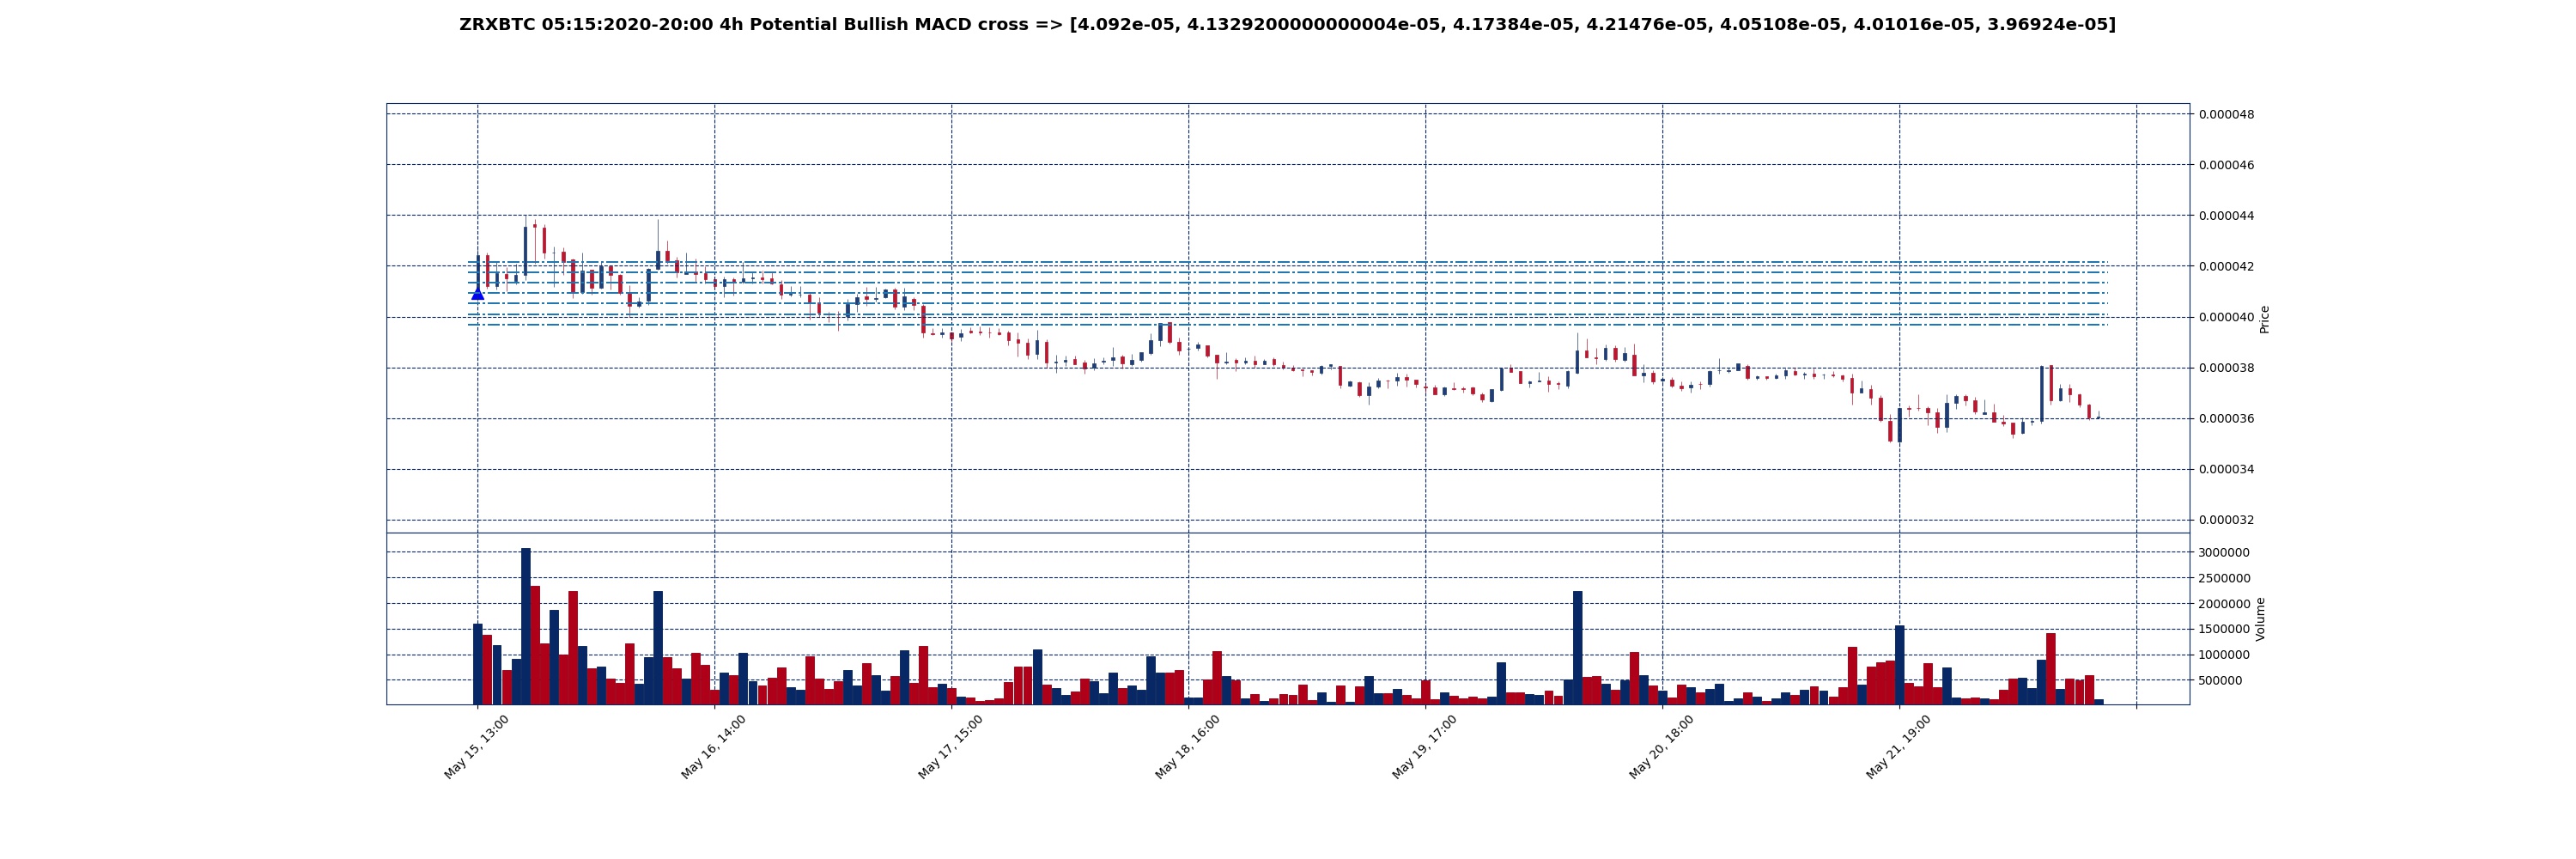 ZRXBTC 05:15:2020-20:00 4h Potential Bullish MACD cross => [4.092e-05, 4.1329200000000004e-05, 4.17384e-05, 4.21476e-05, 4.05108e-05, 4.01016e-05, 3.96924e-05]
0.000048
0.000046
0.000044
0.000042
0.000040
0.000038
0.000036
0.000034
0.000032
Price
3000000
2500000
2000000
1500000
1000000
500000
Volume
May 15, 13:00
May 16, 14:00
May 17, 15:00
May 18, 16:00
May 19, 17:00
May 20, 18:00
May 21, 19:00